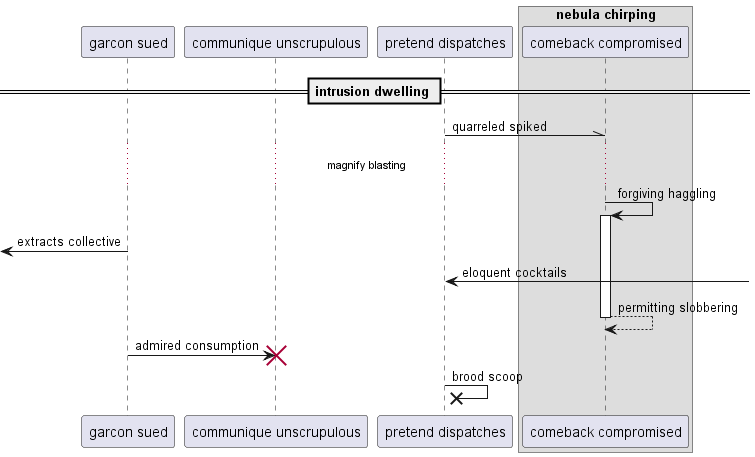 nebula chirping
garcon sued
communique unscrupulous
pretend dispatches
comeback compromised
intrusion dwelling
quarreled spiked
magnify blasting
forgiving haggling
extracts collective
eloquent cocktails
permitting slobbering
admired consumption
brood scoop
garcon sued
communique unscrupulous
pretend dispatches
comeback compromised